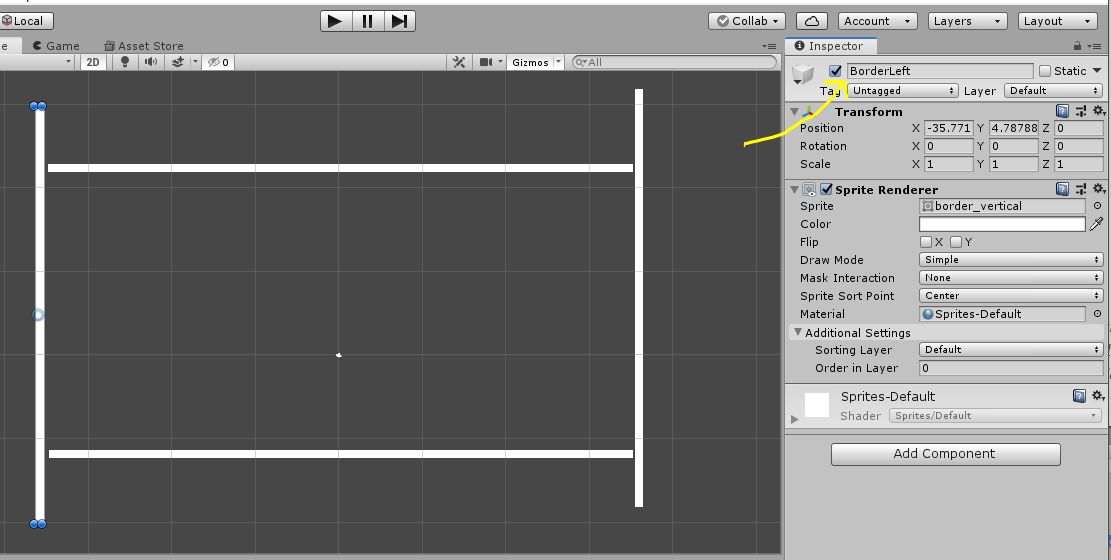 Local Collab Account Layers Layout
e Game Asset Store Inspector
2D 0 Gizmos All
BorderLeft Static
Tag Untagged Layer Default
Transform
Position X -35.771 Y 4.78788 Z 0
Rotation X 0 Y 0 Z 0
Scale X 1 Y 1 Z 1
Sprite Renderer
Sprite border_vertical
Color
Flip X Y
Draw Mode Simple
Mask Interaction None
Sprite Sort Point Center
Material Sprites-Default
Additional Settings
Sorting Layer Default
Order in Layer 0
Sprites-Default
Shader Sprites/Default
Add Component